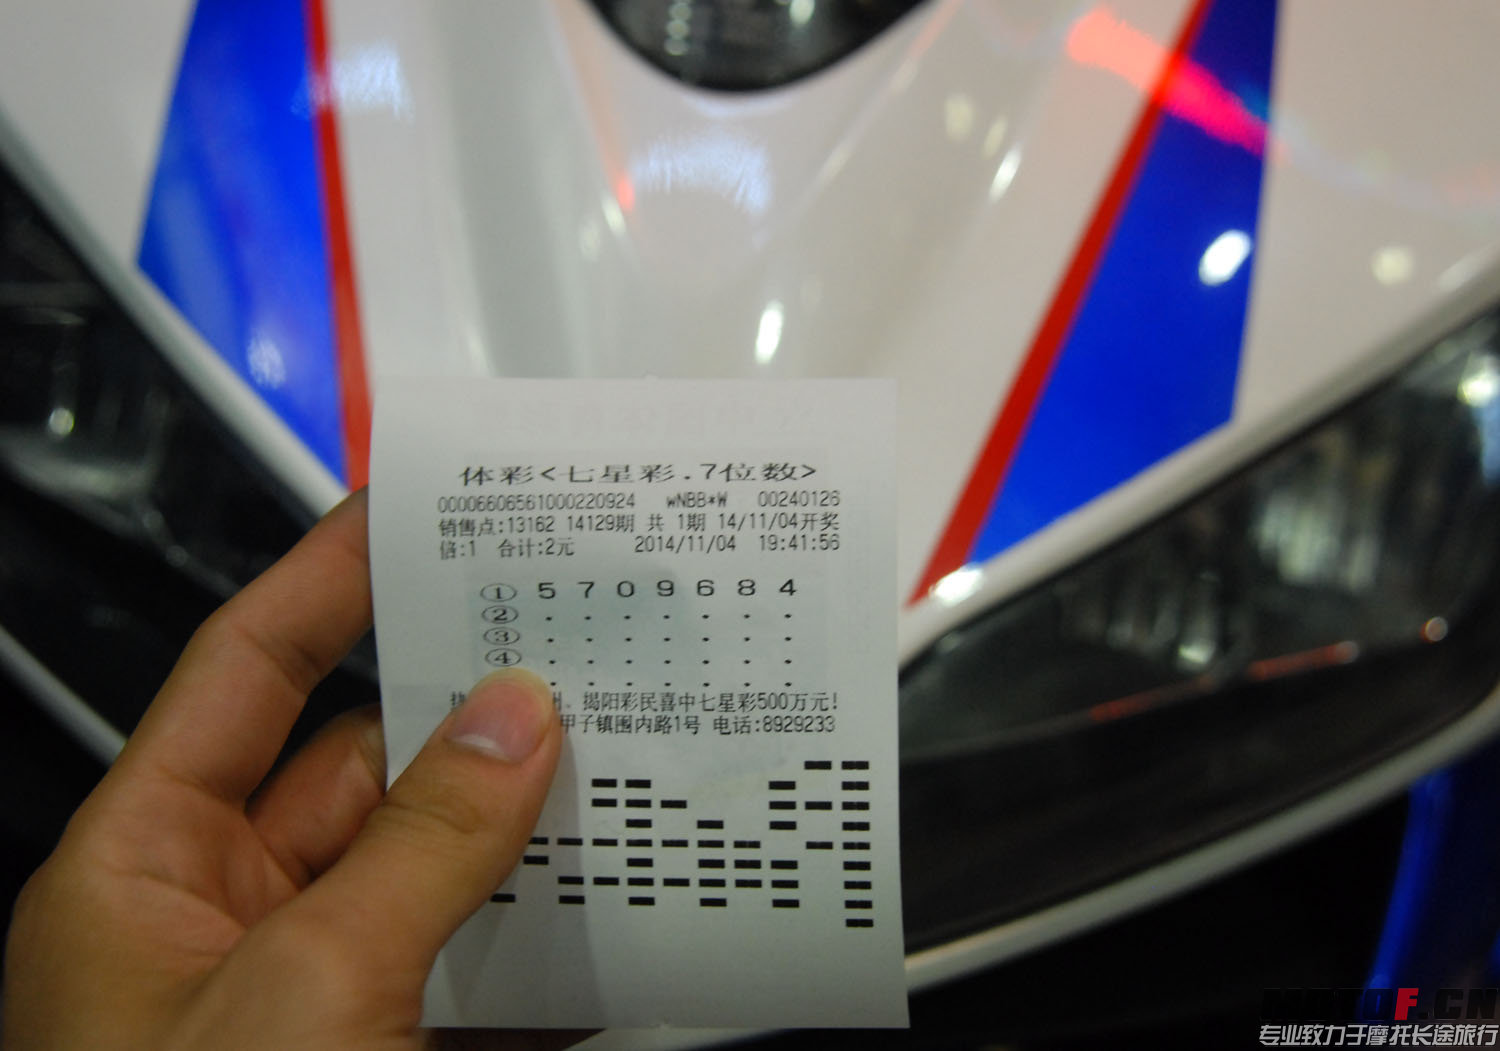 体彩<七星彩.7位数>
00006606561000220924 wNBB*W 00240126
销售点:13162 14129期 共 1期 14/11/04开奖
倍:1 合计:2元 2014/11/04 19:41:56
① 5 7 0 9 6 8 4
② . . . . . . .
③ . . . . . . .
④ . . . . . . .
. . . . . . .
州、揭阳彩民喜中七星彩500万元!
甲子镇围内路1号 电话:8929233
MOTOF.CN
专业致力于摩托长途旅行